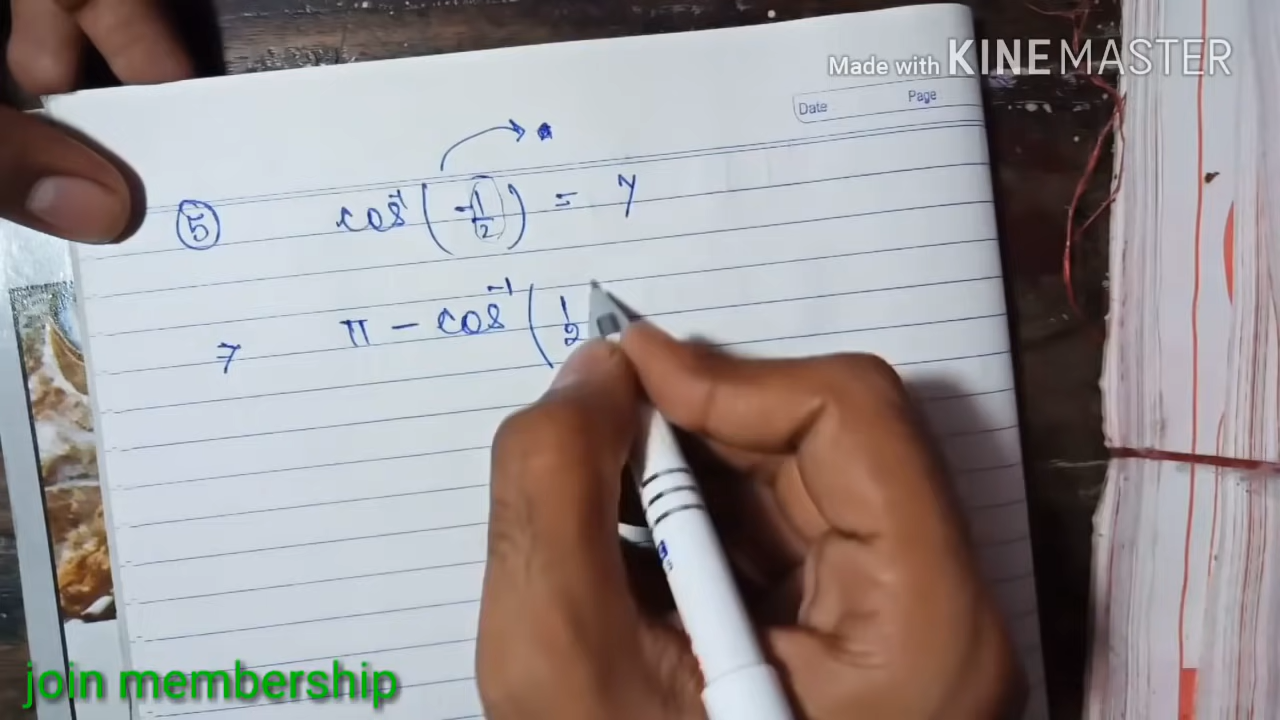 Made with KINEMASTER
Date Page
⑤ cos⁻¹(-1/2) = y
π - cos⁻¹(1/2
join membership